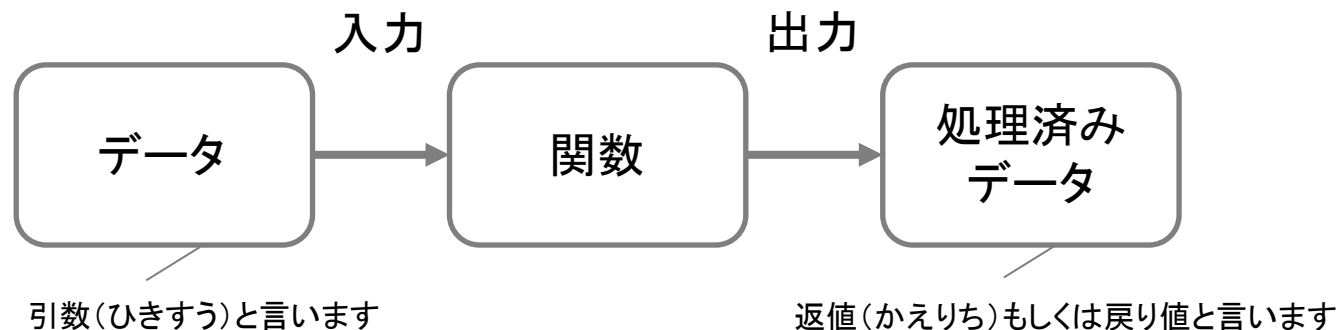 入力
出力
データ
関数
処理済み
データ
引数(ひきすう)と言います
返値(かえりち)もしくは戻り値と言います